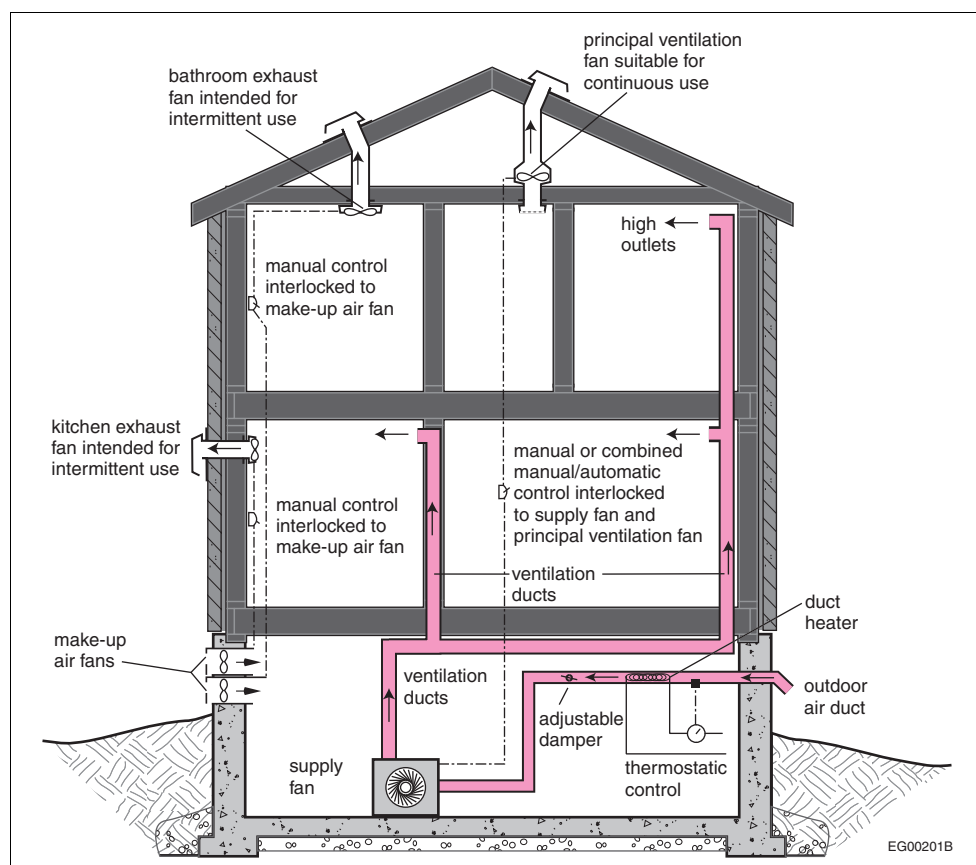 principal ventilation
fan suitable for
continuous use
bathroom exhaust
fan intended for
intermittent use
high
outlets
manual control
interlocked to
make-up air fan
kitchen exhaust
fan intended for
intermittent use
manual or combined
manual/automatic
control interlocked
to supply fan and
principal ventilation fan
manual control
interlocked to
make-up air fan
ventilation
ducts
duct
heater
make-up
air fans
ventilation
ducts
outdoor
air duct
adjustable
damper
supply
fan
thermostatic
control
EG00201B